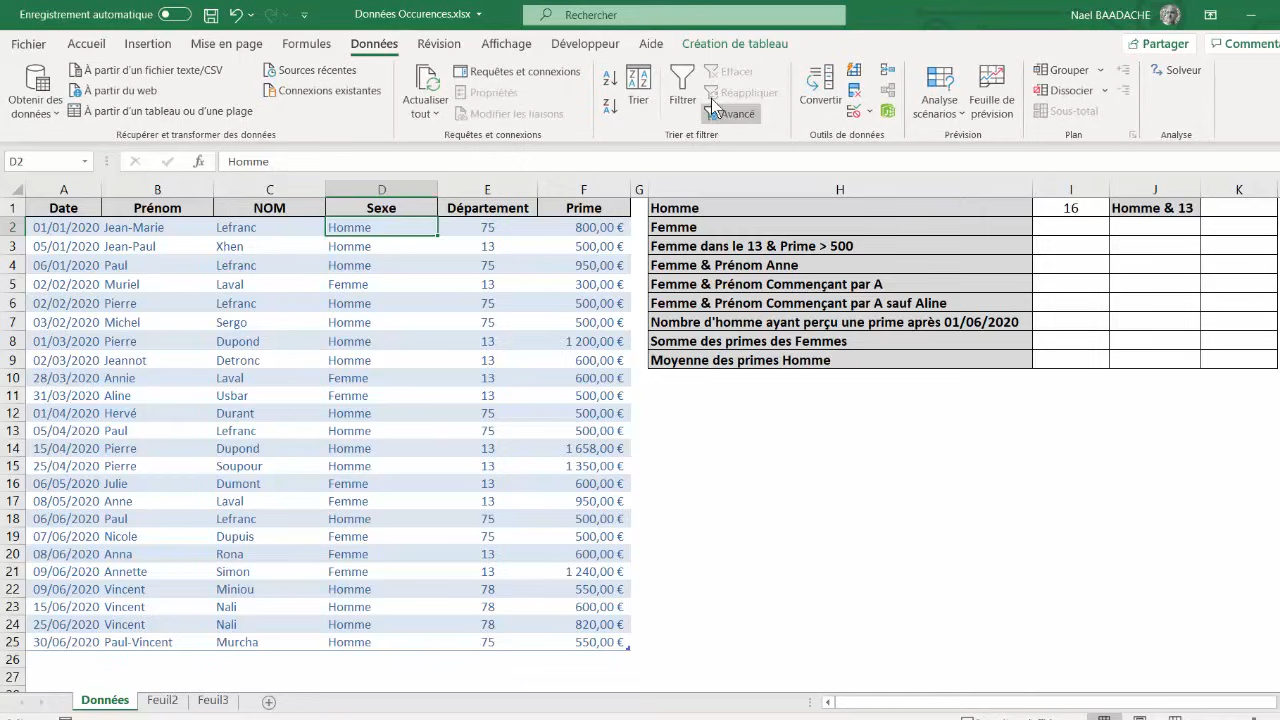 Enregistrement automatique Données Occurences.xlsx Rechercher Nael BAADACHE
Fichier Accueil Insertion Mise en page Formules Données Révision Affichage Développeur Aide Création de tableau Partager Commenta
Obtenir des données À partir d'un fichier texte/CSV Sources récentes
À partir du web Connexions existantes
À partir d'un tableau ou d'une plage
Récupérer et transformer des données
Actualiser tout Requêtes et connexions
Propriétés
Modifier les liaisons
Requêtes et connexions
Trier Filtrer Effacer
Réappliquer
Avancé
Trier et filtrer
Convertir
Outils de données
Analyse scénarios Feuille de prévision
Prévision
Grouper
Dissocier
Sous-total
Plan
Solveur
Analyse
D2 fx Homme
A B C D E F G H I J K
1 Date Prénom NOM Sexe Département Prime Homme 16 Homme & 13
2 01/01/2020 Jean-Marie Lefranc Homme 75 800,00 € Femme
3 05/01/2020 Jean-Paul Xhen Homme 13 500,00 € Femme dans le 13 & Prime > 500
4 06/01/2020 Paul Lefranc Homme 75 950,00 € Femme & Prénom Anne
5 02/02/2020 Muriel Laval Femme 13 300,00 € Femme & Prénom Commençant par A
6 02/02/2020 Pierre Lefranc Homme 75 500,00 € Femme & Prénom Commençant par A sauf Aline
7 03/02/2020 Michel Sergo Homme 75 500,00 € Nombre d'homme ayant perçu une prime après 01/06/2020
8 01/03/2020 Pierre Dupond Homme 13 1 200,00 € Somme des primes des Femmes
9 02/03/2020 Jeannot Detronc Homme 13 600,00 € Moyenne des primes Homme
10 28/03/2020 Annie Laval Femme 13 600,00 €
11 31/03/2020 Aline Usbar Femme 13 500,00 €
12 01/04/2020 Hervé Durant Homme 75 500,00 €
13 05/04/2020 Paul Lefranc Homme 75 500,00 €
14 15/04/2020 Pierre Dupond Homme 13 1 658,00 €
15 25/04/2020 Pierre Soupour Homme 13 1 350,00 €
16 06/05/2020 Julie Dumont Femme 13 600,00 €
17 08/05/2020 Anne Laval Femme 13 950,00 €
18 06/06/2020 Paul Lefranc Homme 75 500,00 €
19 07/06/2020 Nicole Dupuis Femme 75 500,00 €
20 08/06/2020 Anna Rona Femme 13 600,00 €
21 09/06/2020 Annette Simon Femme 13 1 240,00 €
22 09/06/2020 Vincent Miniou Homme 78 550,00 €
23 15/06/2020 Vincent Nali Homme 78 600,00 €
24 25/06/2020 Vincent Nali Homme 78 820,00 €
25 30/06/2020 Paul-Vincent Murcha Homme 75 550,00 €
26
27
Données Feuil2 Feuil3